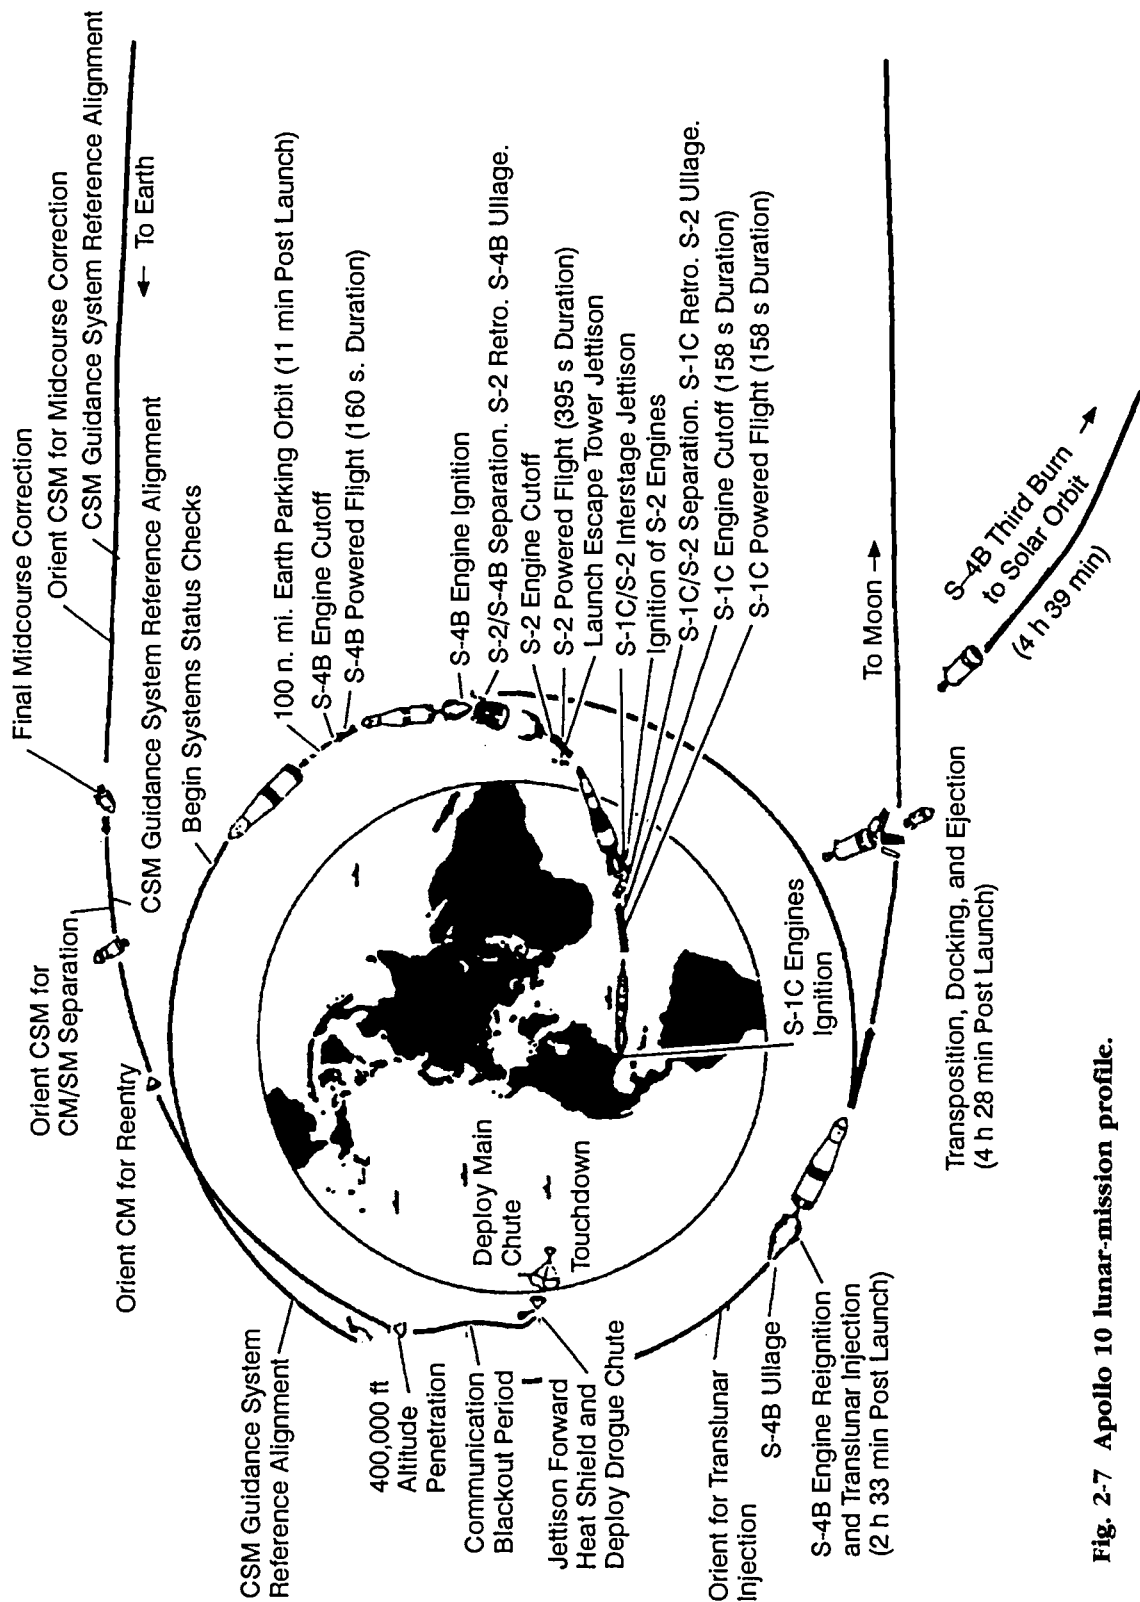 Final Midcourse Correction
Orient CSM for Midcourse Correction
CSM Guidance System Reference Alignment
← To Earth
Orient CSM for
CM/SM Separation
CSM Guidance System Reference Alignment
Begin Systems Status Checks
Orient CM for Reentry
100 n. mi. Earth Parking Orbit (11 min Post Launch)
S-4B Engine Cutoff
S-4B Powered Flight (160 s. Duration)
S-4B Engine Ignition
S-2/S-4B Separation. S-2 Retro. S-4B Ullage.
S-2 Engine Cutoff
S-2 Powered Flight (395 s Duration)
Launch Escape Tower Jettison
S-1C/S-2 Interstage Jettison
Ignition of S-2 Engines
S-1C/S-2 Separation. S-1C Retro. S-2 Ullage.
S-1C Engine Cutoff (158 s Duration)
S-1C Powered Flight (158 s Duration)
CSM Guidance System
Reference Alignment
400,000 ft
Altitude
Penetration
Communication
Blackout Period
Deploy Main
Chute
Touchdown
Jettison Forward
Heat Shield and
Deploy Drogue Chute
S-1C Engines
Ignition
To Moon →
Orient for Translunar
Injection
S-4B Ullage
S-4B Engine Reignition
and Translunar Injection
(2 h 33 min Post Launch)
Transposition, Docking, and Ejection
(4 h 28 min Post Launch)
S-4B Third Burn →
to Solar Orbit
(4 h 39 min)
Fig. 2-7 Apollo 10 lunar-mission profile.